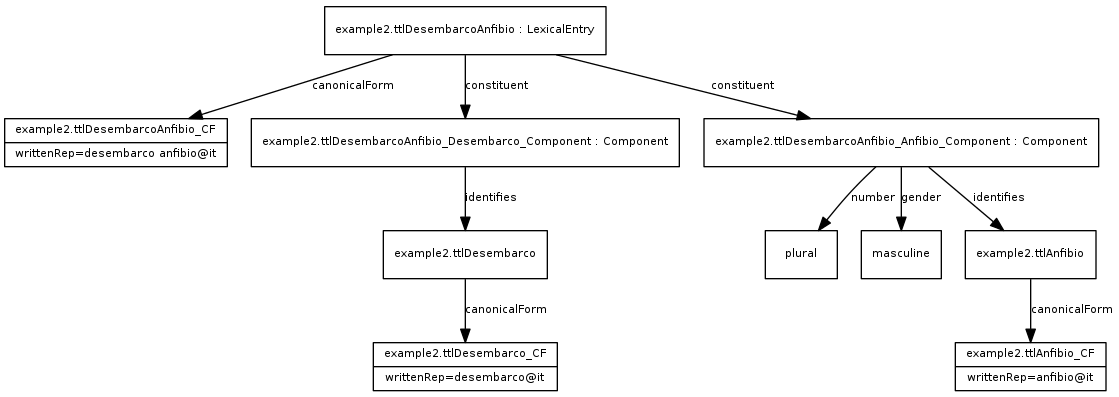 example2.ttlDesembarcoAnfibio : LexicalEntry
canonicalForm
constituent
constituent
example2.ttlDesembarcoAnfibio_CF
writtenRep=desembarco anfibio@it
example2.ttlDesembarcoAnfibio_Desembarco_Component : Component
example2.ttlDesembarcoAnfibio_Anfibio_Component : Component
identifies
number
gender
identifies
example2.ttlDesembarco
plural
masculine
example2.ttlAnfibio
canonicalForm
canonicalForm
example2.ttlDesembarco_CF
writtenRep=desembarco@it
example2.ttlAnfibio_CF
writtenRep=anfibio@it